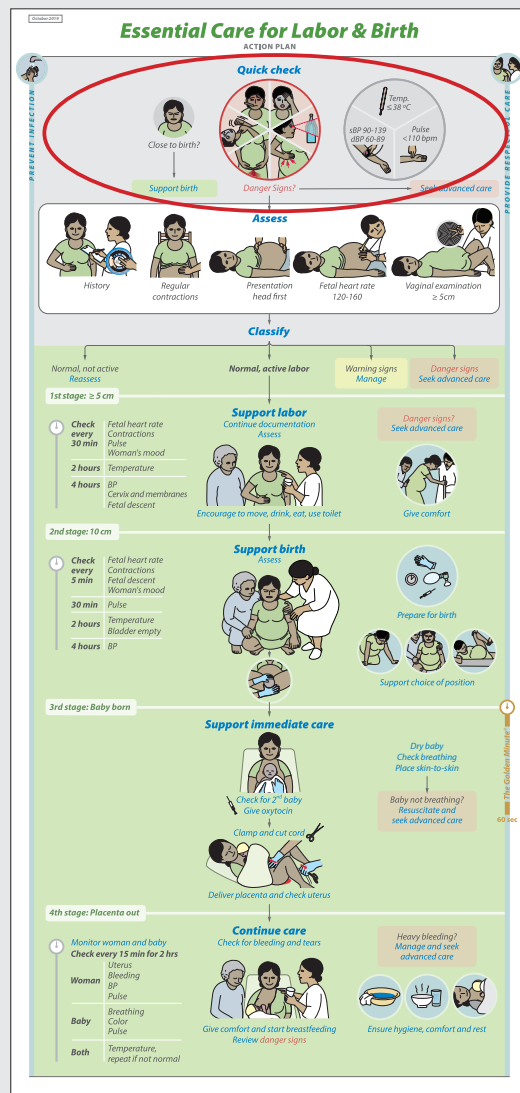 October 2019
Essential Care for Labor & Birth
ACTION PLAN
PREVENT INFECTION
PROVIDE RESPECTFUL CARE
Quick check
Close to birth?
Temp.
≤38 ºC
sBP 90-139
dBP 60-89
Pulse
<110 bpm
Support birth
Danger Signs?
Seek advanced care
Assess
History
Regular
contractions
Presentation
head first
Fetal heart rate
120-160
Vaginal examination
≥ 5cm
Classify
Normal, not active
Reassess
Normal, active labor
Warning signs
Manage
Danger signs
Seek advanced care
1st stage: ≥ 5 cm
Support labor
Continue documentation
Assess
Check every 30 min
Fetal heart rate
Contractions
Pulse
Woman's mood
2 hours
Temperature
4 hours
BP
Cervix and membranes
Fetal descent
Encourage to move, drink, eat, use toilet
Danger signs?
Seek advanced care
Give comfort
2nd stage: 10 cm
Support birth
Assess
Check every 5 min
Fetal heart rate
Contractions
Fetal descent
Woman's mood
30 min
Pulse
2 hours
Temperature
Bladder empty
4 hours
BP
Prepare for birth
Support choice of position
3rd stage: Baby born
Support immediate care
Check for 2nd baby
Give oxytocin
Clamp and cut cord
Deliver placenta and check uterus
Dry baby
Check breathing
Place skin-to-skin
Baby not breathing?
Resuscitate and
seek advanced care
The Golden Minute®
60 sec
4th stage: Placenta out
Continue care
Check for bleeding and tears
Monitor woman and baby
Check every 15 min for 2 hrs
Woman
Uterus
Bleeding
BP
Pulse
Baby
Breathing
Color
Pulse
Both
Temperature,
repeat if not normal
Give comfort and start breastfeeding
Review danger signs
Heavy bleeding?
Manage and seek
advanced care
Ensure hygiene, comfort and rest